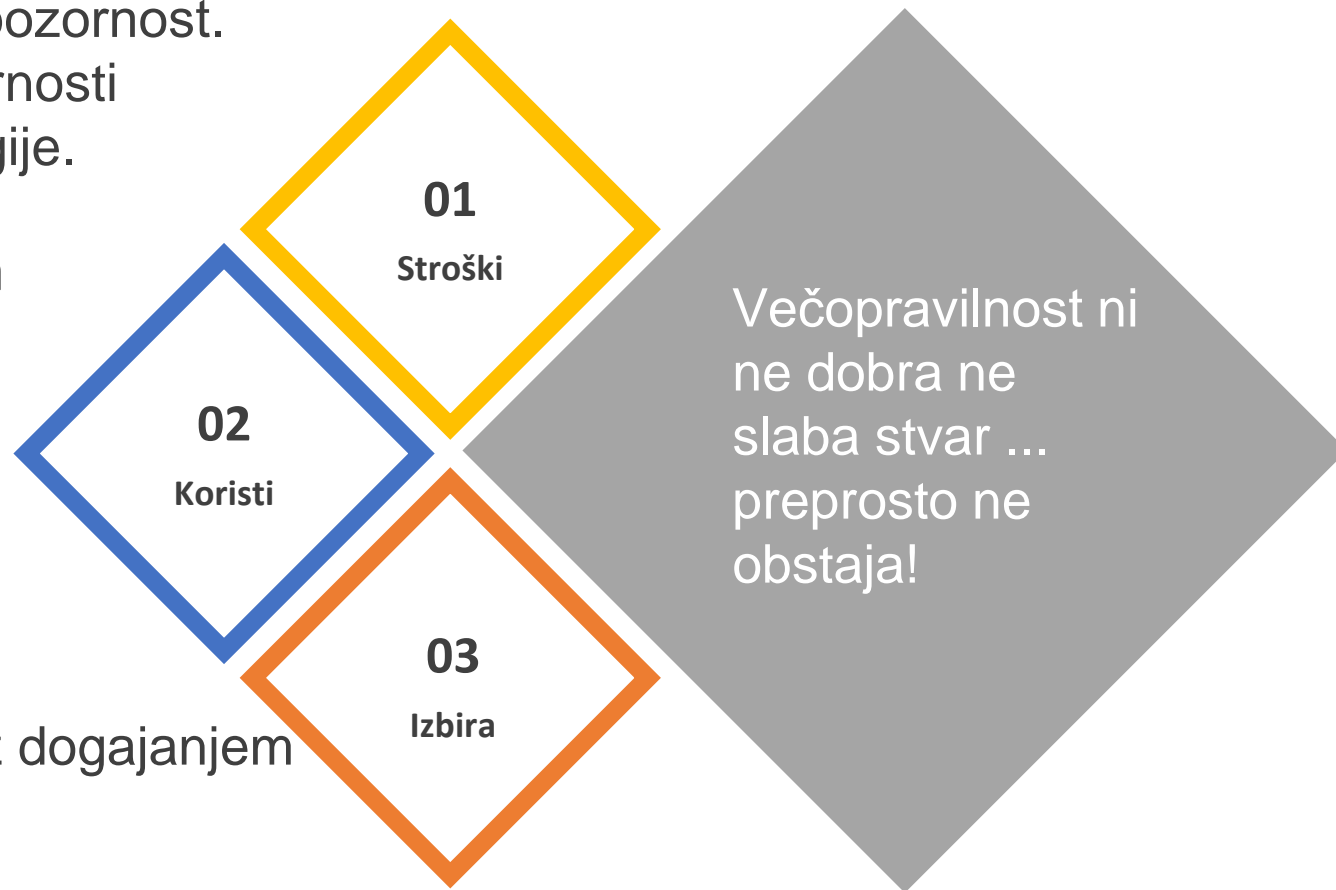 pozornost.
rnosti
gije.
01
Stroški
02
Koristi
Večopravilnost ni
ne dobra ne
slaba stvar ...
preprosto ne
obstaja!
03
Izbira
dogajanjem